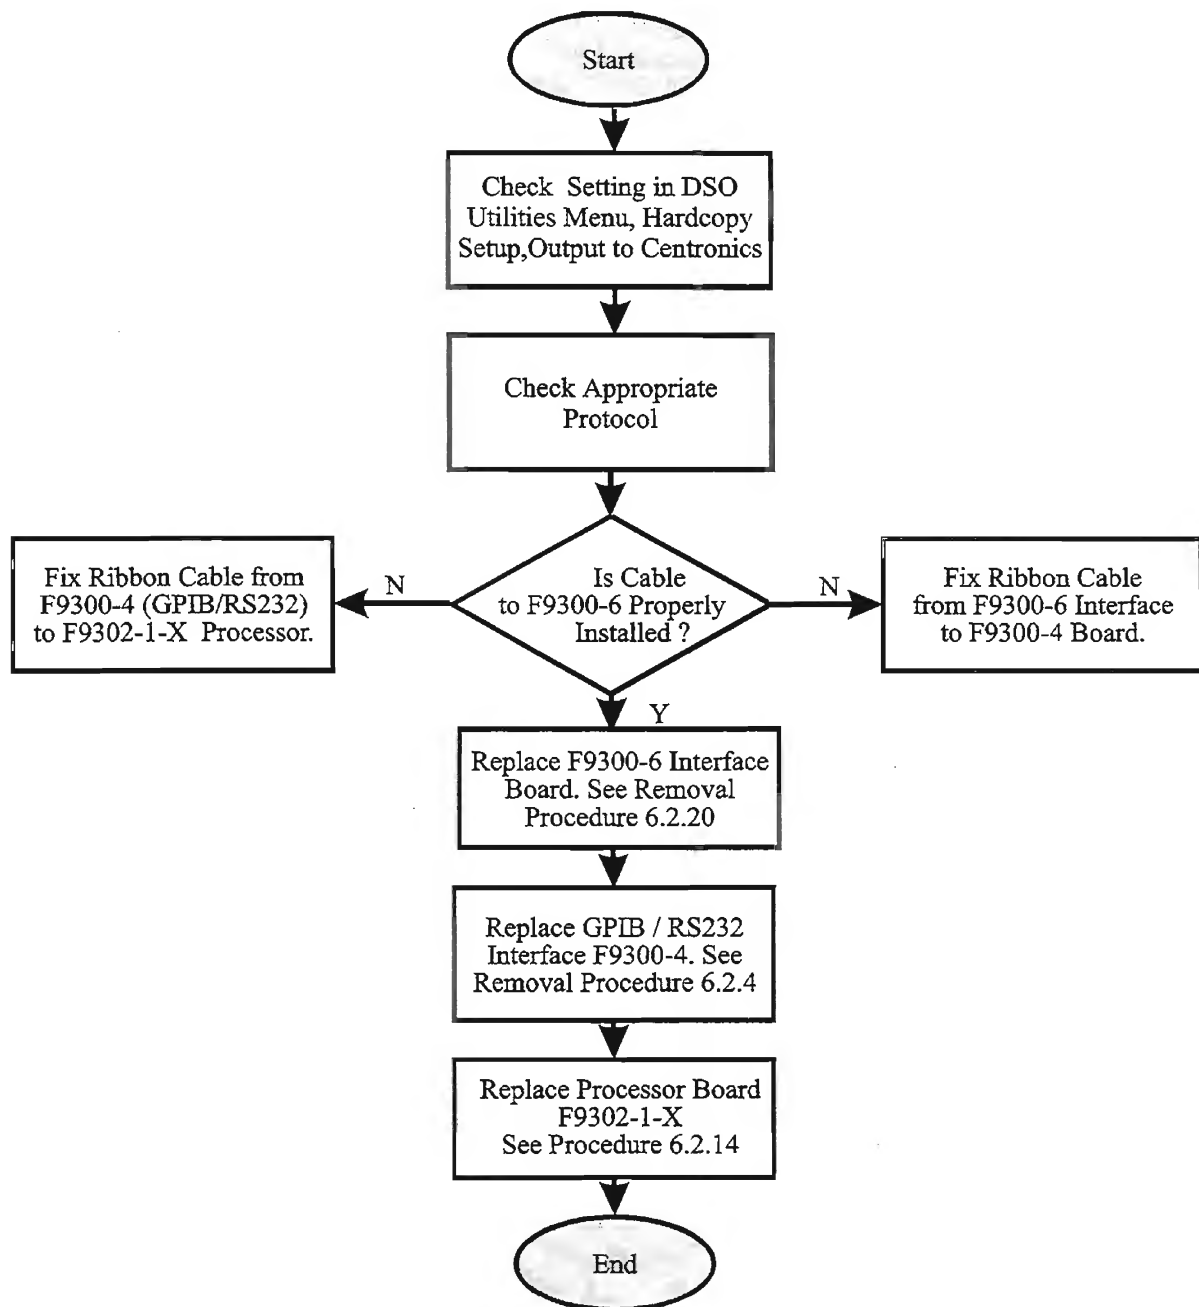 Start
Check Setting in DSO
Utilities Menu, Hardcopy
Setup,Output to Centronics
Check Appropriate
Protocol
Fix Ribbon Cable from
F9300-4 (GPIB/RS232)
to F9302-1-X Processor.
N
Is Cable
to F9300-6 Properly
Installed ?
N
Fix Ribbon Cable
from F9300-6 Interface
to F9300-4 Board.
Y
Replace F9300-6 Interface
Board. See Removal
Procedure 6.2.20
Replace GPIB / RS232
Interface F9300-4. See
Removal Procedure 6.2.4
Replace Processor Board
F9302-1-X
See Procedure 6.2.14
End